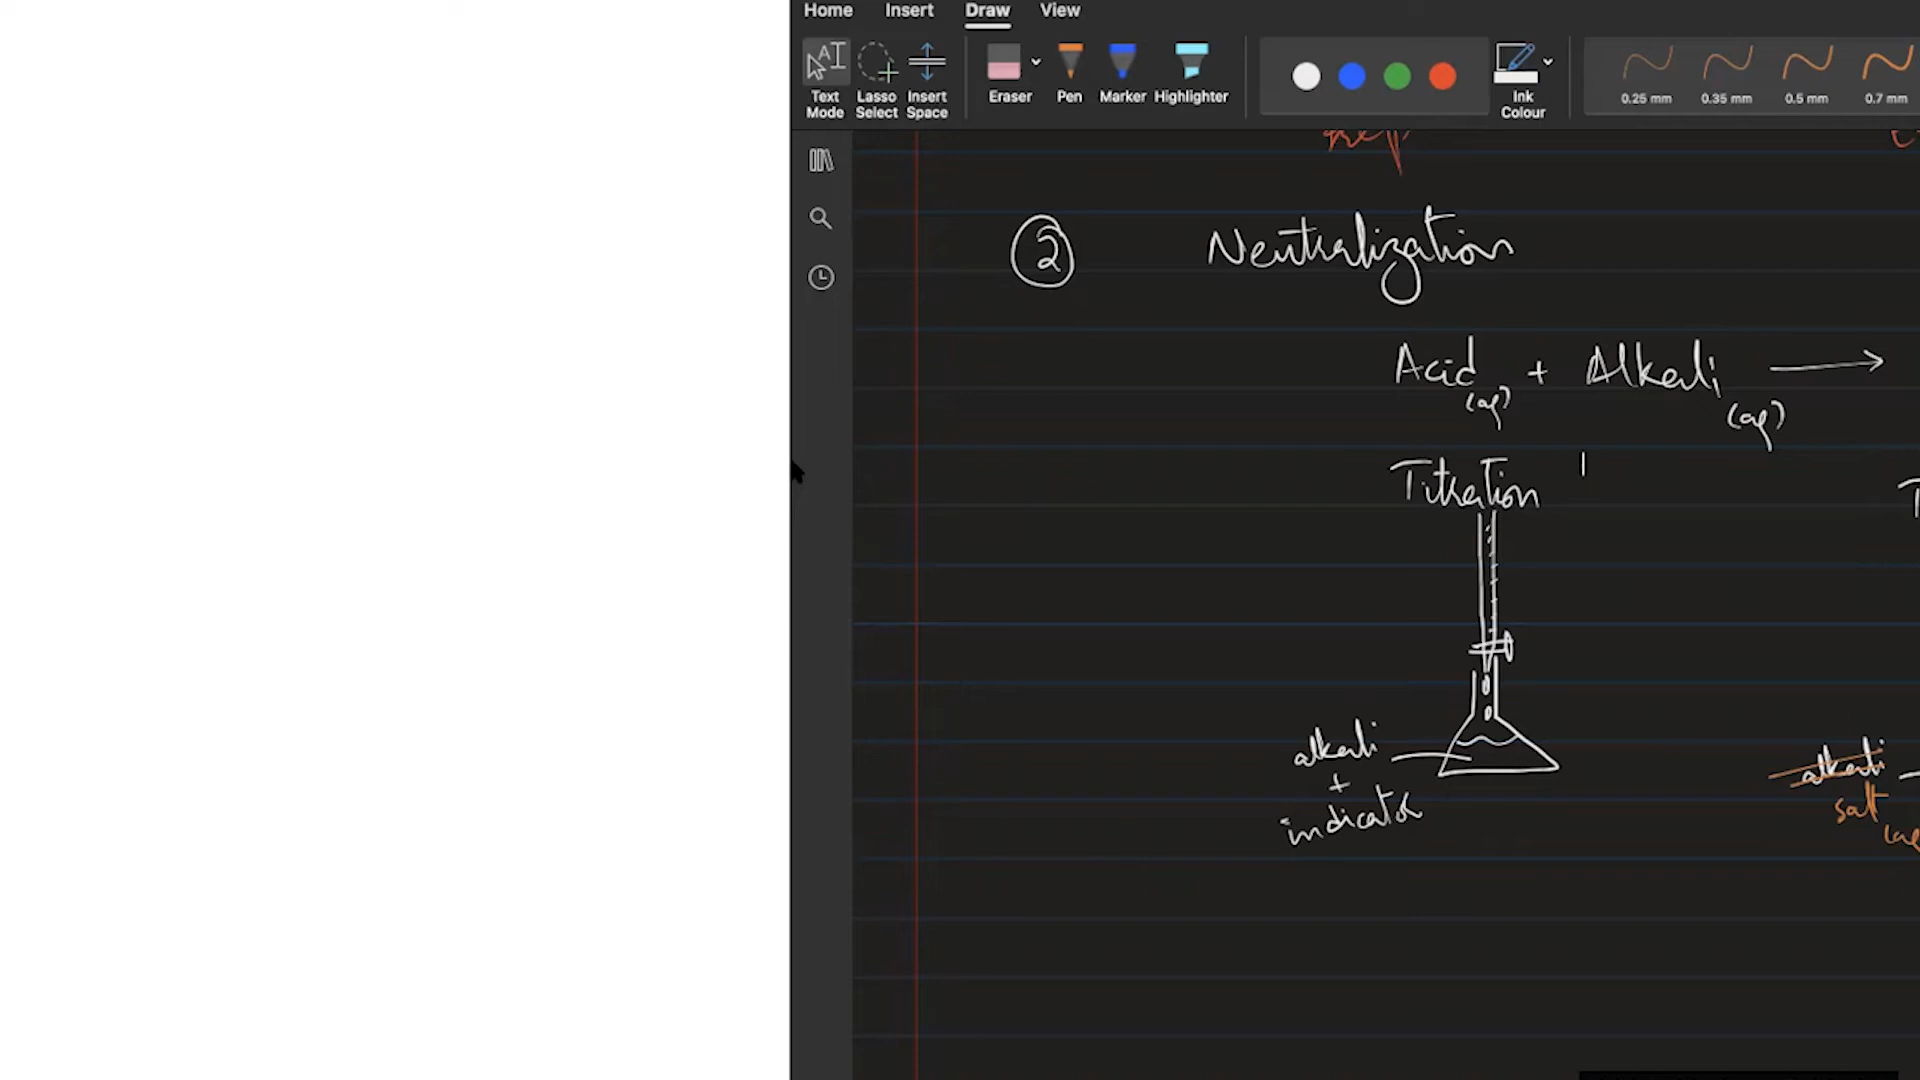 Home Insert Draw View
Text Mode
Lasso Select
Insert Space
Eraser
Pen
Marker
Highlighter
Ink Colour
0.25 mm
0.35 mm
0.5 mm
0.7 mm
2 Neutralization
Acid (aq) + Alkali (aq) →
Titration I
alkali
+
indicator
alkali
salt